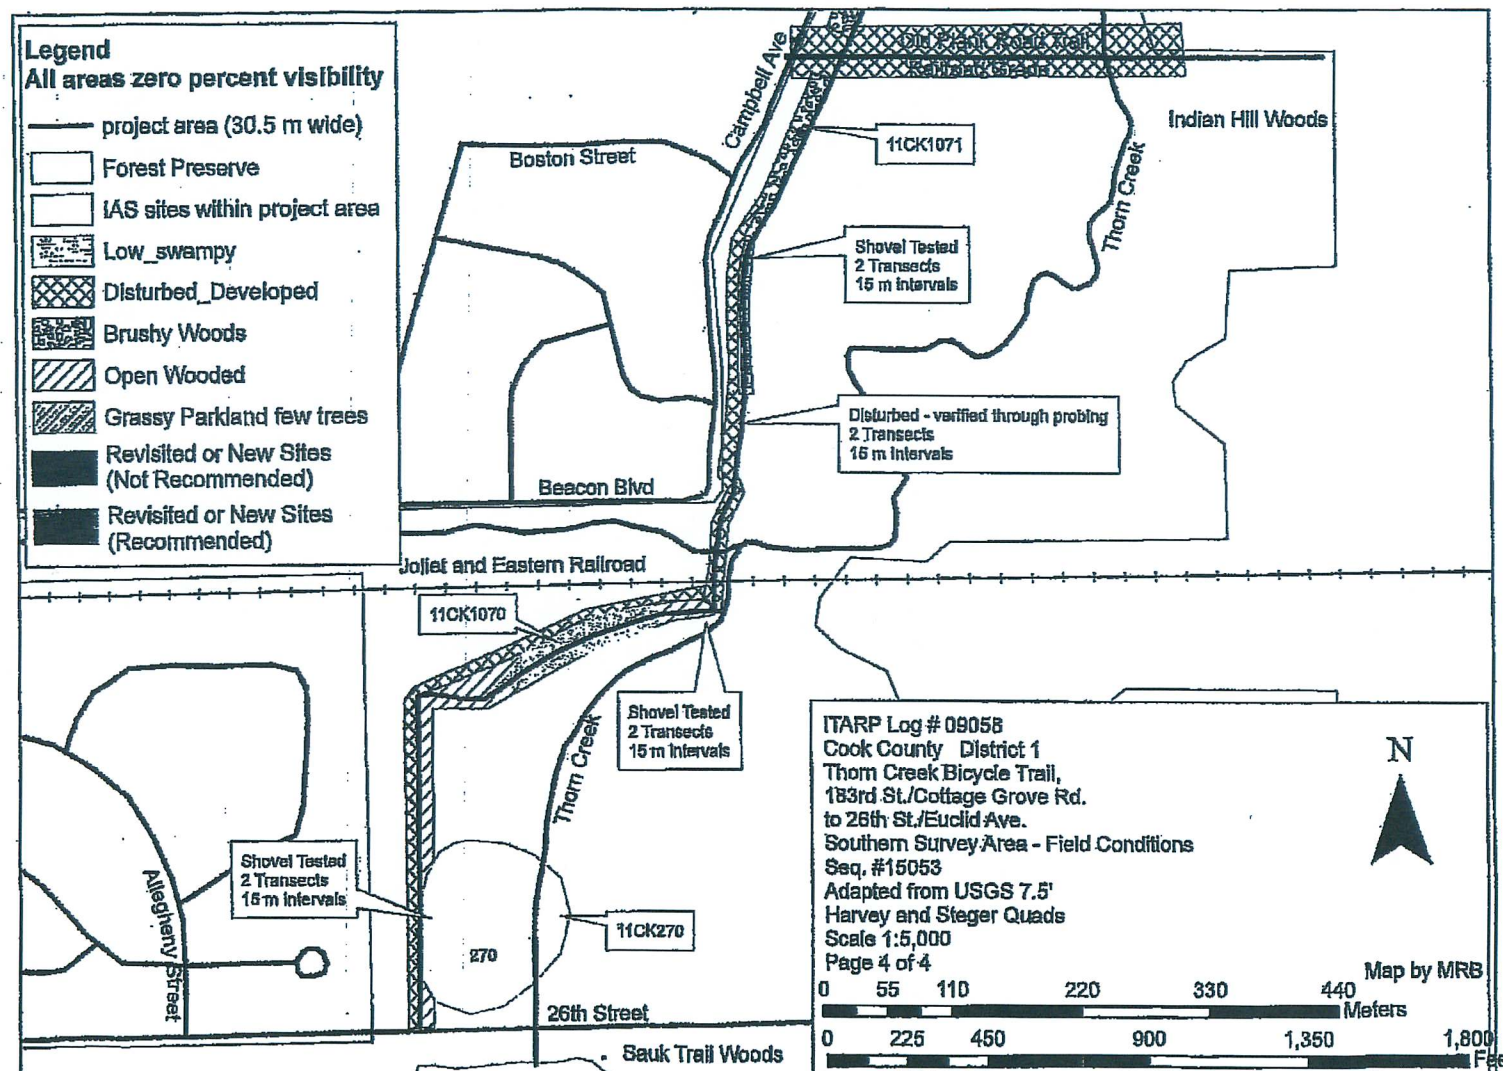 Legend
All areas zero percent visibility
project area (30.5 m wide)
Forest Preserve
IAS sites within project area
Low_swampy
Disturbed_Developed
Brushy Woods
Open Wooded
Grassy Parkland few trees
Revisited or New Sites
(Not Recommended)
Revisited or New Sites
(Recommended)
Campbell Ave
Old Plank Road Trail
Railroad Grade
Indian Hill Woods
11CK1071
Boston Street
Thorn Creek
Shovel Tested
2 Transects
15 m Intervals
Disturbed - verified through probing
2 Transects
15 m Intervals
Beacon Blvd
Joliet and Eastern Railroad
11CK1070
Shovel Tested
2 Transects
15 m Intervals
Thorn Creek
Shovel Tested
2 Transects
15 m Intervals
Allegheny Street
11CK270
270
26th Street
Sauk Trail Woods
ITARP Log # 09058
Cook County District 1
Thorn Creek Bicycle Trail,
183rd St./Cottage Grove Rd.
to 26th St./Euclid Ave.
Southern Survey Area - Field Conditions
Seq. #15053
Adapted from USGS 7.5'
Harvey and Steger Quads
Scale 1:5,000
Page 4 of 4
N
Map by MRB
0 55 110 220 330 440
Meters
0 225 450 900 1,350 1,800
Fee